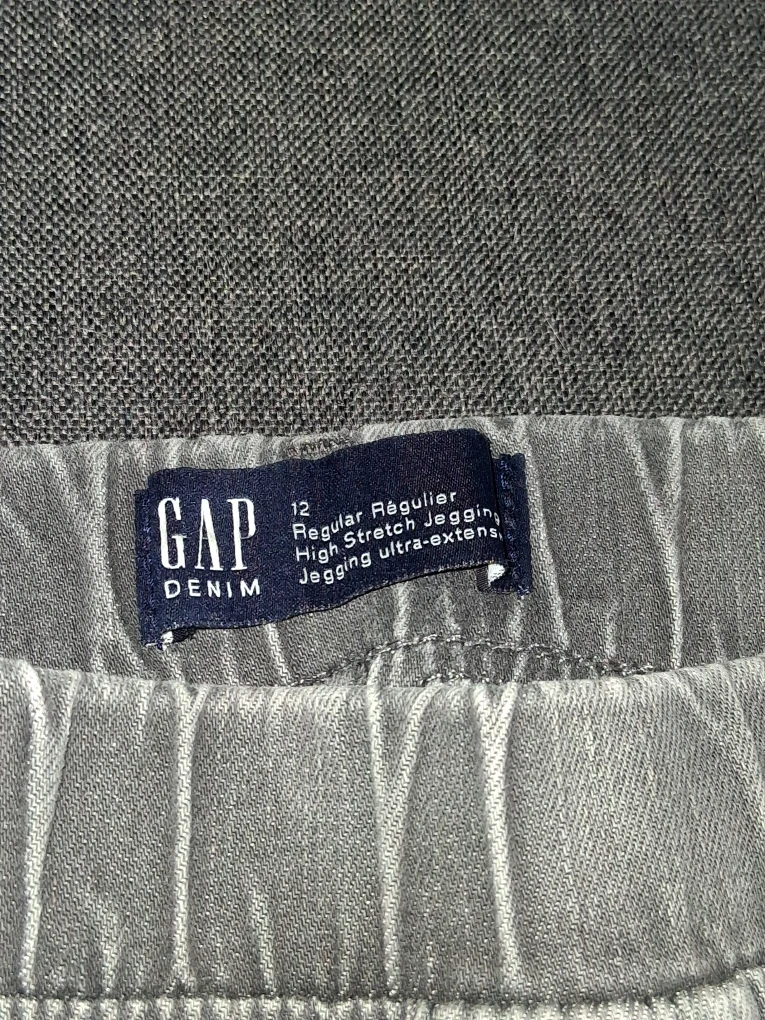 GAP
DENIM
12
Regular Régulier
High Stretch Jegging
Jegging ultra-extens